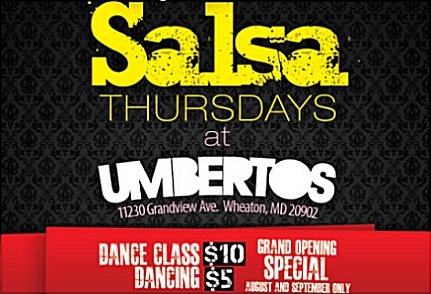 Salsa
THURSDAYS
at
UMBERTOS
11230 Grandview Ave. Wheaton, MD 20902
DANCE CLASS $10
DANCING $5
GRAND OPENING
SPECIAL
AUGUST AND SEPTEMBER ONLY